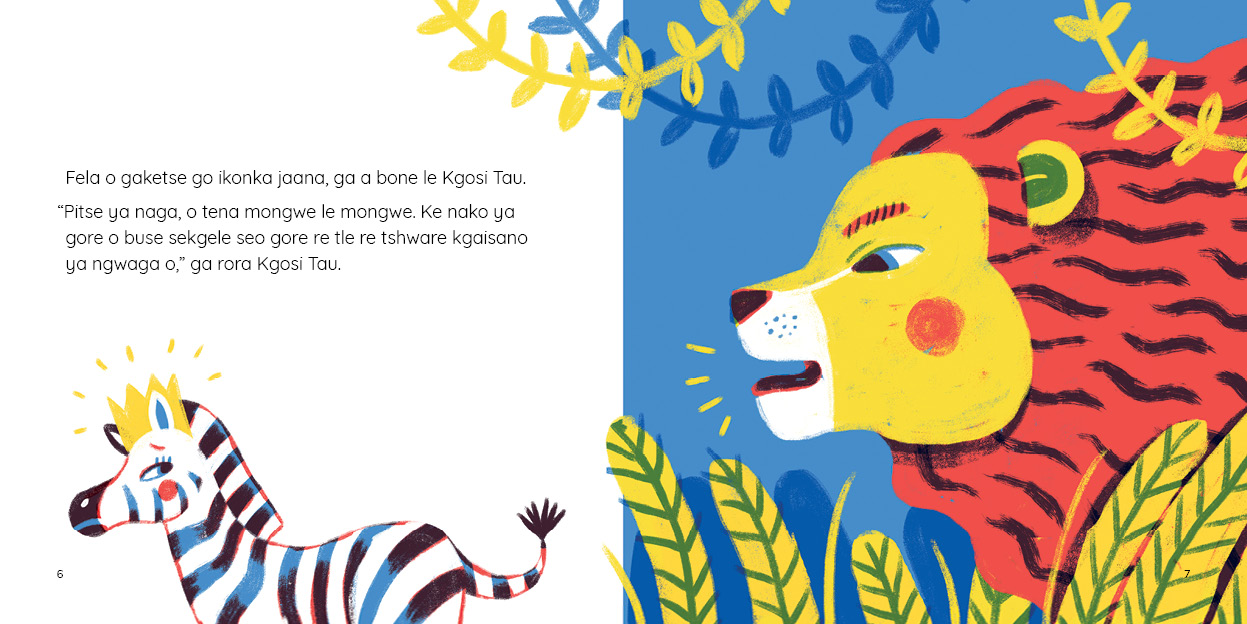 Fela o gaketse go ikonka jaana, ga a bone le Kgosi Tau.
“Pitse ya naga, o tena mongwe le mongwe. Ke nako ya
gore o buse sekgele seo gore re tle re tshware kgaisano
ya ngwaga o,” ga rora Kgosi Tau.
6
7